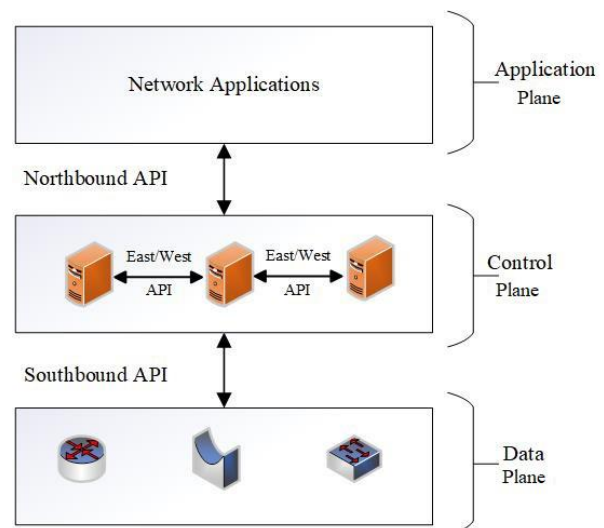 Network Applications
Application
Plane
Northbound API
East/West
API
East/West
API
Control
Plane
Southbound API
Data
Plane